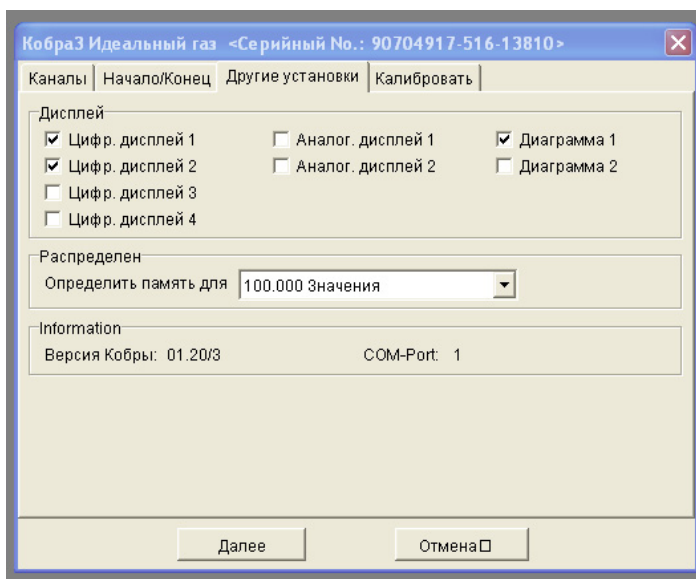 Кобра3 Идеальный газ <Серийный No.: 90704917-516-13810>
Каналы Начало/Конец Другие установки Калибровать
Дисплей
Цифр. дисплей 1 Аналог. дисплей 1 Диаграмма 1
Цифр. дисплей 2 Аналог. дисплей 2 Диаграмма 2
Цифр. дисплей 3
Цифр. дисплей 4
Распределен
Определить память для 100.000 Значения
Information
Версия Кобры: 01.20/3 COM-Port: 1
Далее Отмена□